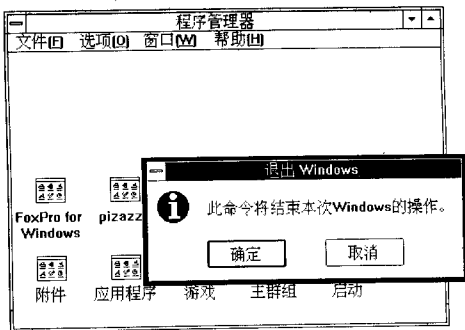 程序管理器
文件(F) 选项(O) 窗口(W) 帮助(H)
退出 Windows
此命令将结束本次Windows的操作。
确定 取消
FoxPro for Windows
pizazz
附件 应用程序 游戏 主群组 启动